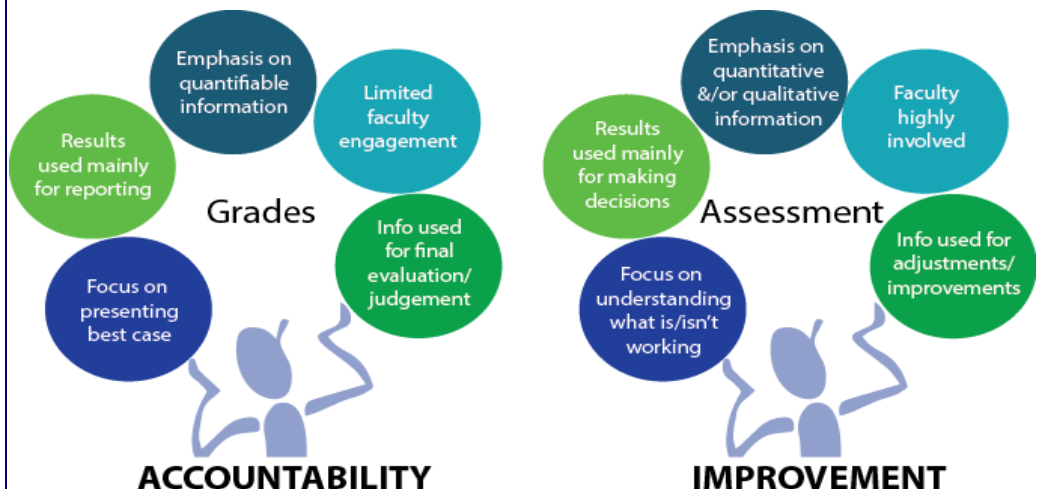 Emphasis on
quantifiable
information
Limited
faculty
engagement
Results
used mainly
for reporting
Grades
Info used
for final
evaluation/
judgement
Focus on
presenting
best case
ACCOUNTABILITY
Emphasis on
quantitative
&/or qualitative
information
Faculty
highly
involved
Results
used mainly
for making
decisions
Assessment
Info used for
adjustments/
improvements
Focus on
understanding
what is/isn't
working
IMPROVEMENT